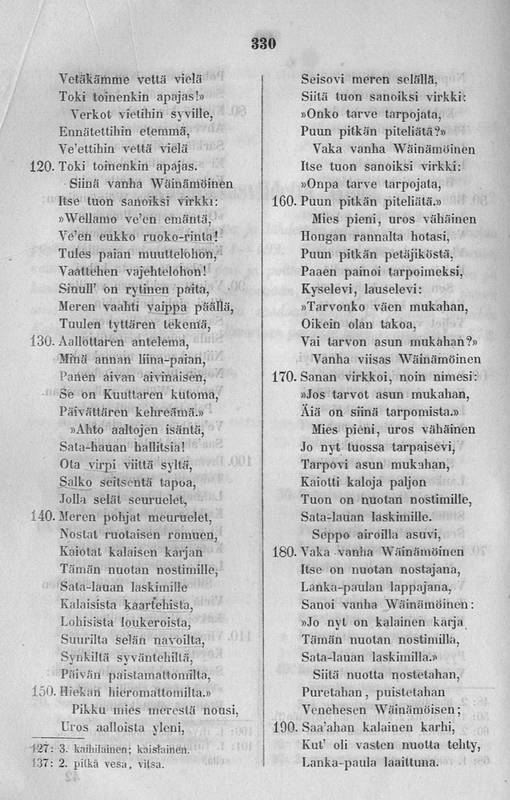 330
Vetäkämme vettä vielä
Toki toinenkin apajas!»
Verkot vietihin syville,
Ennätettihin etemmä,
Ve'ettihin vettä vielä
120. Toki toinenkin apajas.
Siinä vanha Wäinämöinen
Itse tuon sanoiksi virkki:
»Wellamo ve'en emäntä,
Ve'en eukko ruoko-rinta!
Tules paian muuttelohon,
Vaattehen vajehtelohon!
Sinull' on rytinen paita,
Meren vaahti vaippa päällä,
Tuulen tyttären tekemä,
130. Aallottaren antelema,
Minä annan liina-paian,
Panen aivan aivinaisen,
Se on Kuuttaren kutoma,
Päivättären kehreämä.»
»Ahto aaltojen isäntä,
Sata-hauan hallitsia!
Ota virpi viittä syltä,
Salko seitsentä tapoa,
Jolla selät seuruelet,
140. Meren pohjat meuruelet,
Nostat ruotaisen romuen,
Kaiotat kalaisen karjan
Tämän nuotan nostimille,
Sata-lauan laskimille
Kalaisista kaartehista,
Lohisista loukeroista,
Suurilta selän navoilta,
Synkiltä syväntehiltä,
Päivän paistamattomilta,
150. Hiekan hieromattomilta.»
Pikku mies merestä nousi,
Uros aalloista yleni,
127: 3. kaihilainen; kaislainen.
137: 2. pitkä vesa, vitsa.
Seisovi meren selällä,
Siitä tuon sanoiksi virkki:
»Onko tarve tarpojata,
Puun pitkän piteliätä?»
Vaka vanha Wäinämöinen
Itse tuon sanoiksi virkki:
»Onpa tarve tarpojata,
160. Puun pitkän piteliätä.»
Mies pieni, uros vähäinen
Hongan rannalta hotasi,
Puun pitkän petäjiköstä,
Paaen painoi tarpoimeksi,
Kyselevi, lauselevi:
»Tarvonko väen mukahan,
Oikein olan takoa,
Vai tarvon asun mukahan?»
Vanha viisas Wäinämöinen
170. Sanan virkkoi, noin nimesi:
»Jos tarvot asun mukahan,
Äiä on siinä tarpomista.»
Mies pieni, uros vähäinen
Jo nyt tuossa tarpaisevi,
Tarpovi asun mukahan,
Kaiotti kaloja paljon
Tuon on nuotan nostimille,
Sata-lauan laskimille.
Seppo airoilla asuvi,
180. Vaka vanha Wäinämöinen
Itse on nuotan nostajana,
Lanka-paulan lappajana,
Sanoi vanha Wäinämöinen:
»Jo nyt on kalainen karja
Tämän nuotan nostimilla,
Sata-lauan laskimilla.»
Siitä nuotta nostetahan,
Puretahan, puistetahan
Venehesen Wäinämöisen;
190. Saa'ahan kalainen karhi,
Kut' oli vasten nuotta tehty,
Lanka-paula laaittuna.